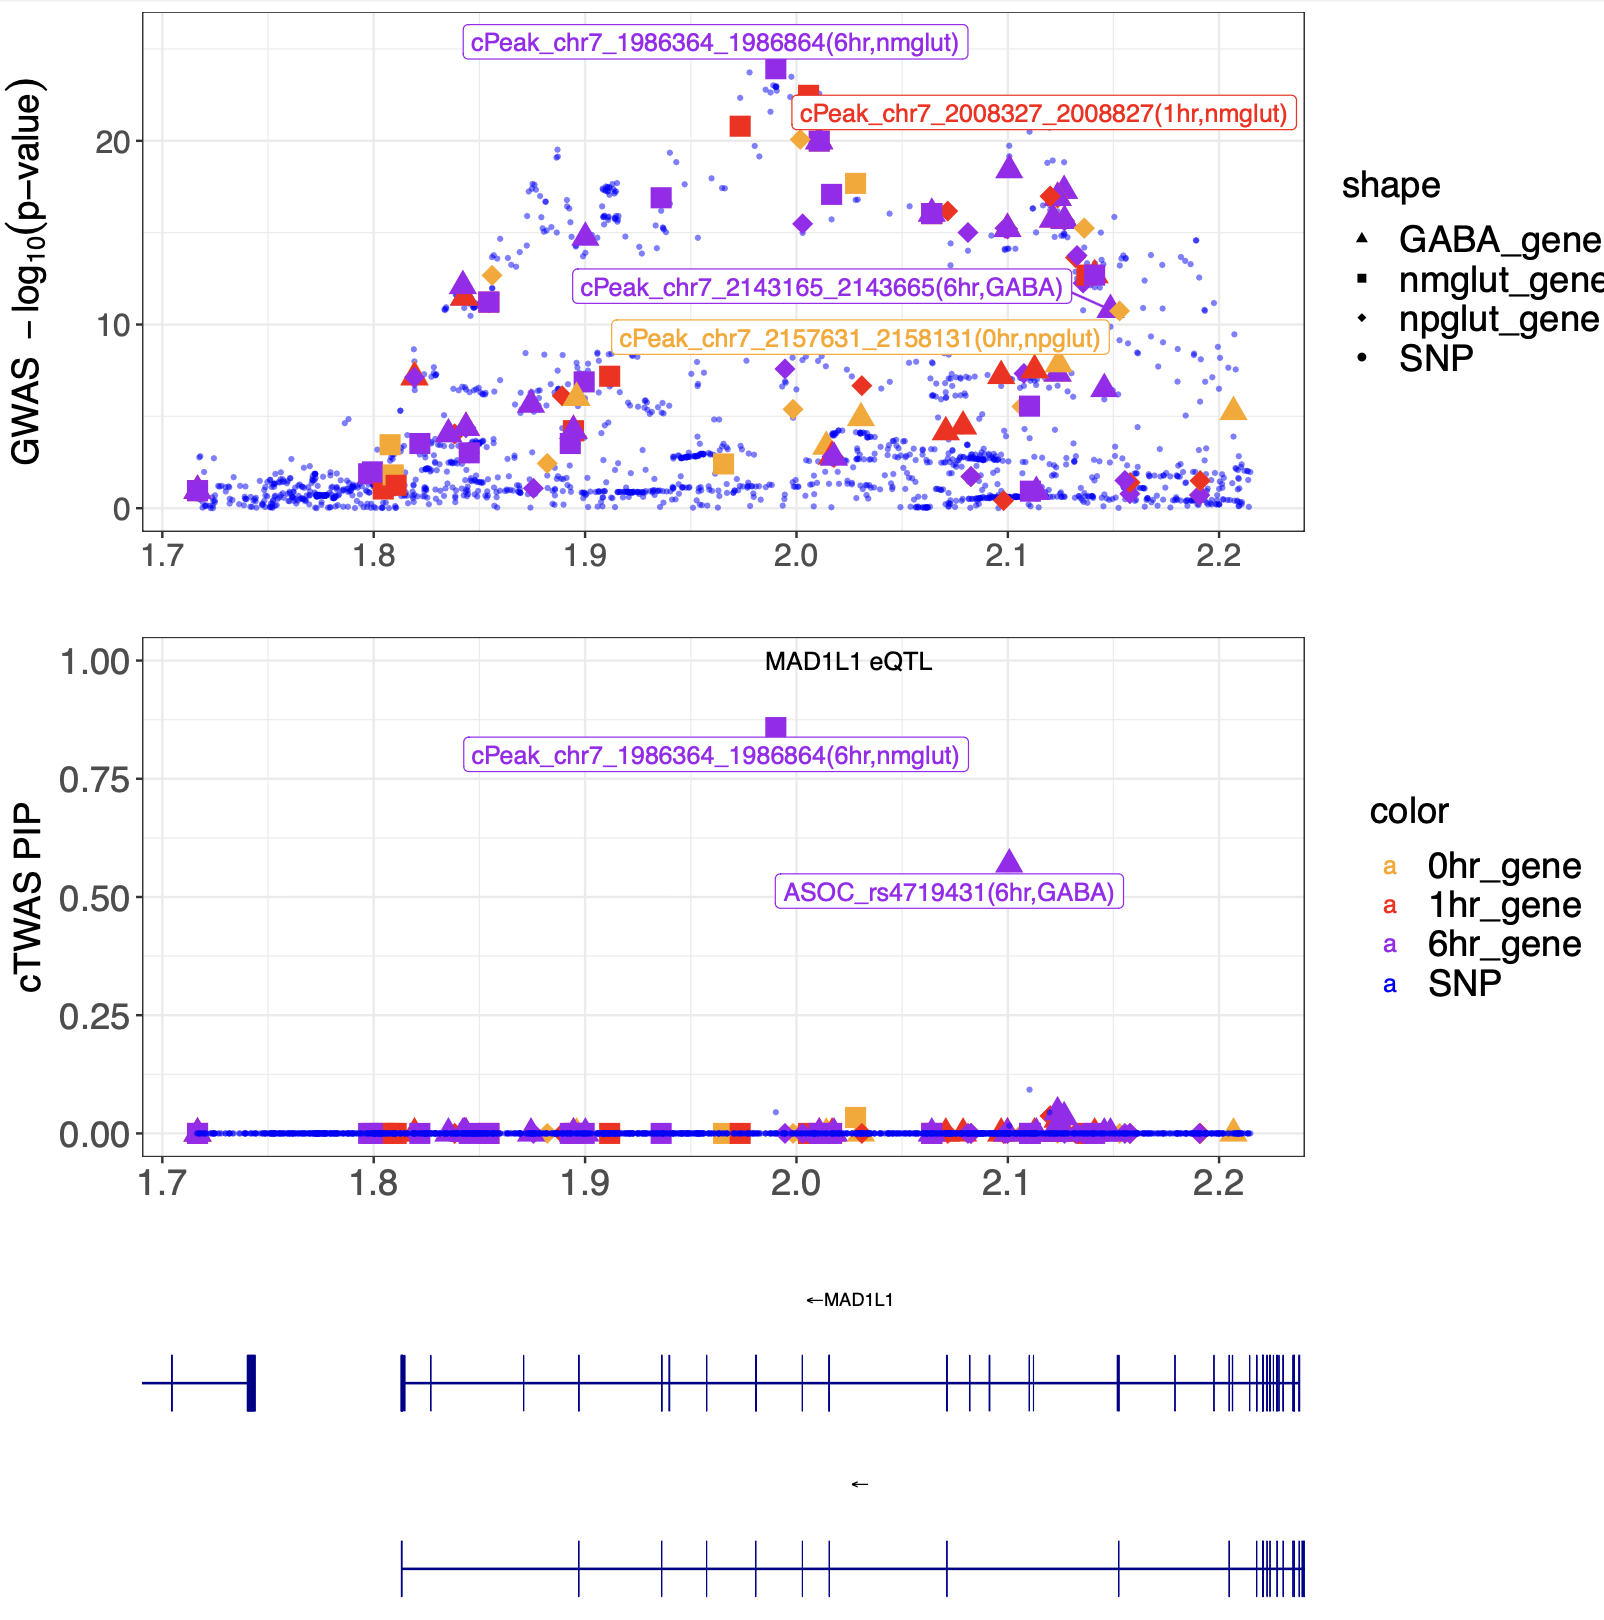 cPeak_chr7_1986364_1986864(6hr,nmglut)
cPeak_chr7_2008327_2008827(1hr,nmglut)
cPeak_chr7_2143165_2143665(6hr,GABA)
cPeak_chr7_2157631_2158131(0hr,npglut)
GWAS −log10(p−value)
20
10
0
1.7 1.8 1.9 2.0 2.1 2.2
shape
GABA_gene
nmglut_gene
npglut_gene
SNP
MAD1L1 eQTL
cPeak_chr7_1986364_1986864(6hr,nmglut)
ASOC_rs4719431(6hr,GABA)
cTWAS PIP
1.00
0.75
0.50
0.25
0.00
1.7 1.8 1.9 2.0 2.1 2.2
color
a 0hr_gene
a 1hr_gene
a 6hr_gene
a SNP
←MAD1L1
←